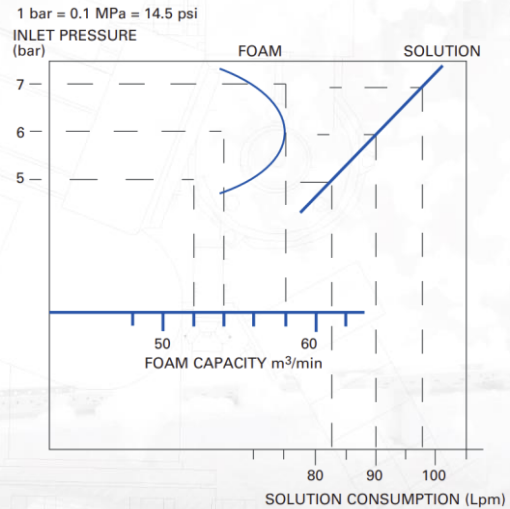 1 bar = 0.1 MPa = 14.5 psi
INLET PRESSURE
(bar)
FOAM SOLUTION
7
6
5
50 60
FOAM CAPACITY m³/min
80 90 100
SOLUTION CONSUMPTION (Lpm)